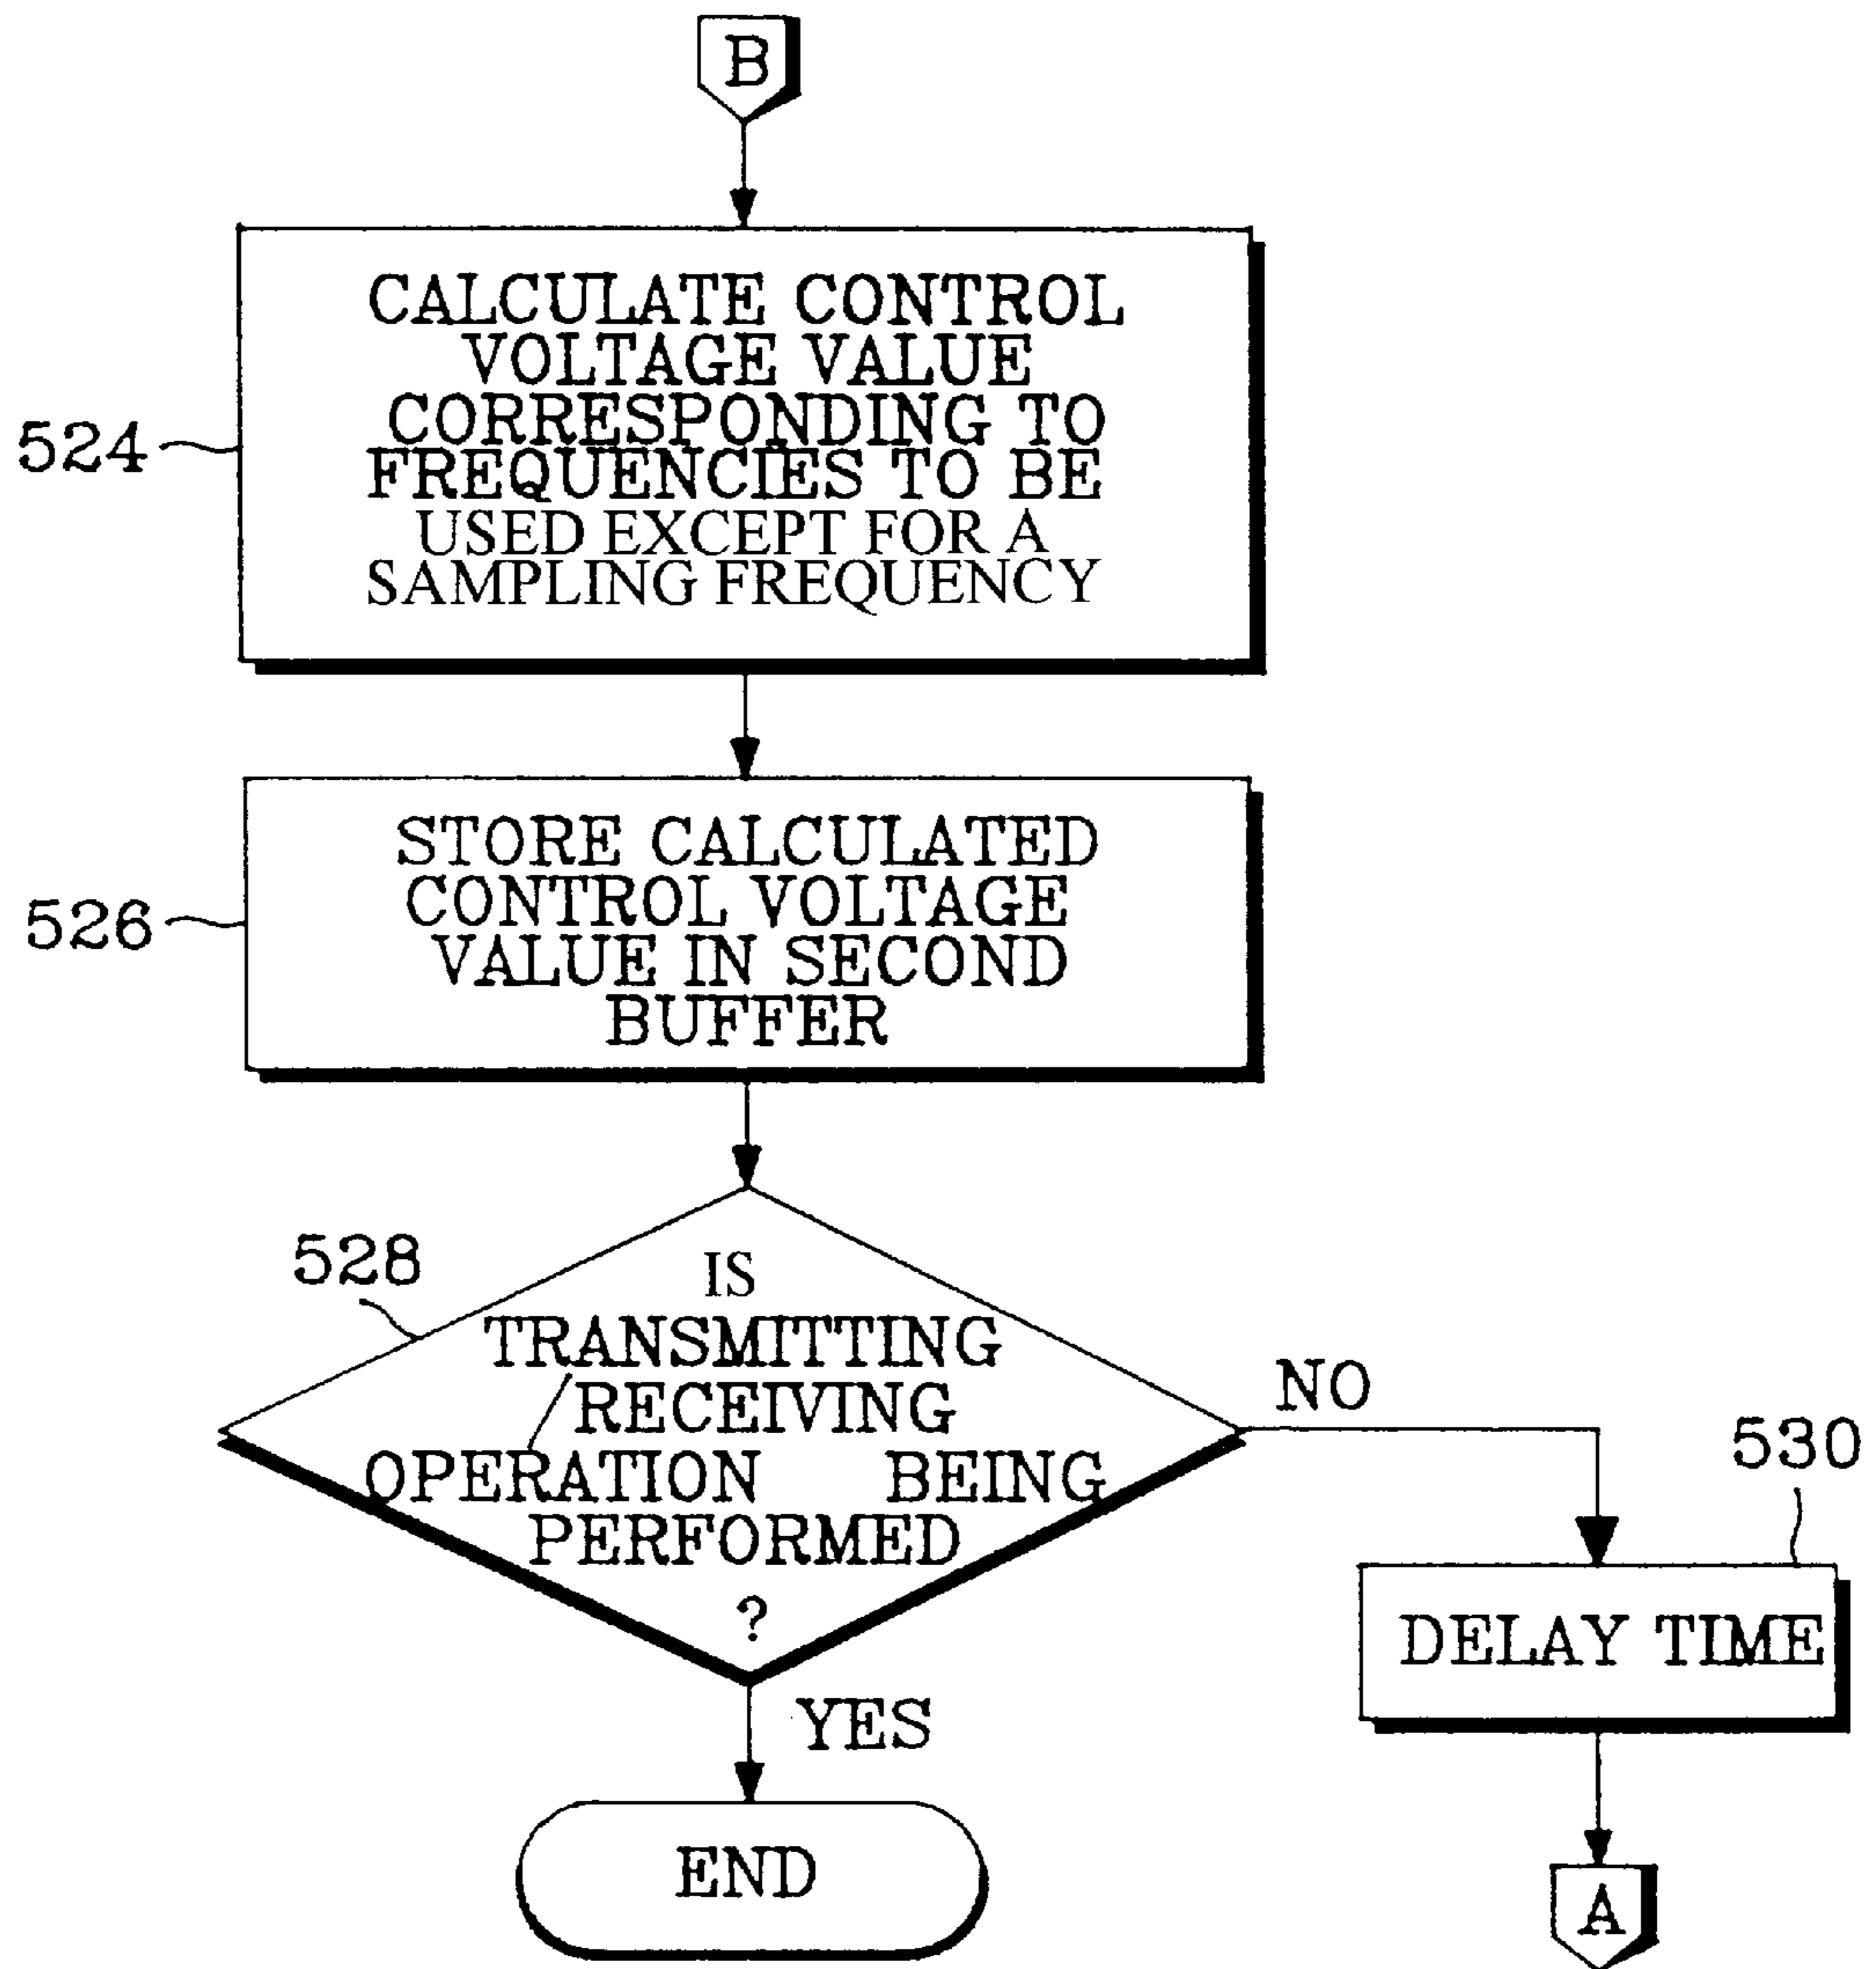 B
CALCULATE CONTROL
VOLTAGE VALUE
CORRESPONDING TO
FREQUENCIES TO BE
USED EXCEPT FOR A
SAMPLING FREQUENCY
524
STORE CALCULATED
CONTROL VOLTAGE
VALUE IN SECOND
BUFFER
526
528
IS
TRANSMITTING
/ RECEIVING
OPERATION BEING
PERFORMED
?
NO
530
DELAY TIME
YES
END
A